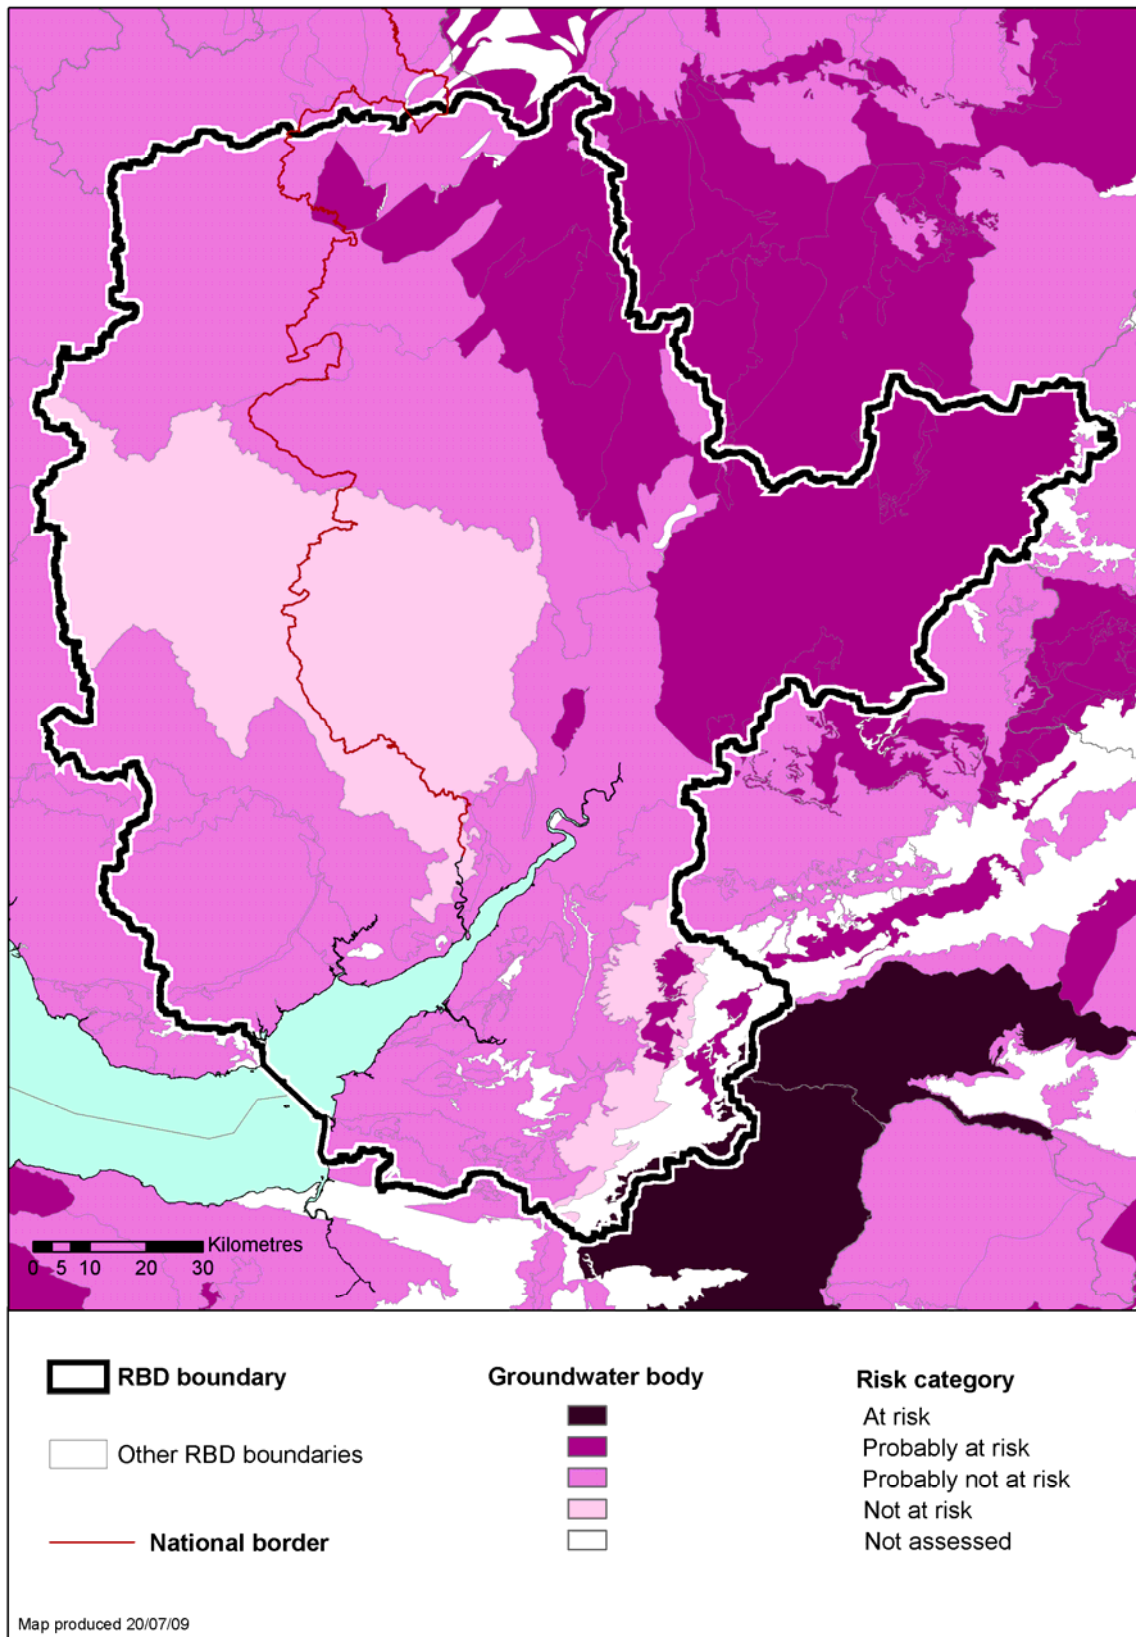 Kilometres
0 5 10 20 30
RBD boundary
Other RBD boundaries
National border
Groundwater body
Risk category
At risk
Probably at risk
Probably not at risk
Not at risk
Not assessed
Map produced 20/07/09